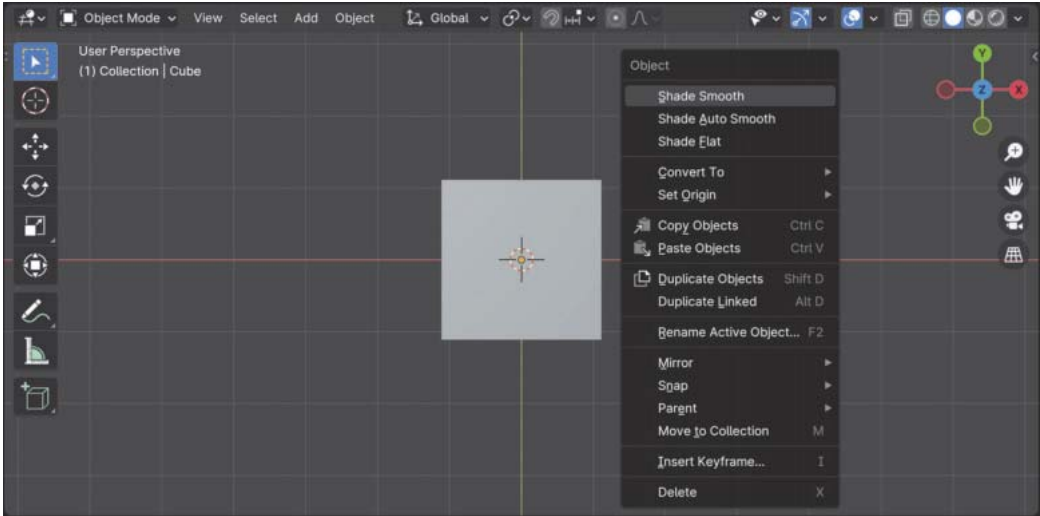 Object Mode View Select Add Object Global
User Perspective
(1) Collection | Cube
Y
Z X
Object
Shade Smooth
Shade Auto Smooth
Shade Flat
Convert To
Set Origin
Copy Objects Ctrl C
Paste Objects Ctrl V
Duplicate Objects Shift D
Duplicate Linked Alt D
Rename Active Object... F2
Mirror
Snap
Parent
Move to Collection M
Insert Keyframe... I
Delete X